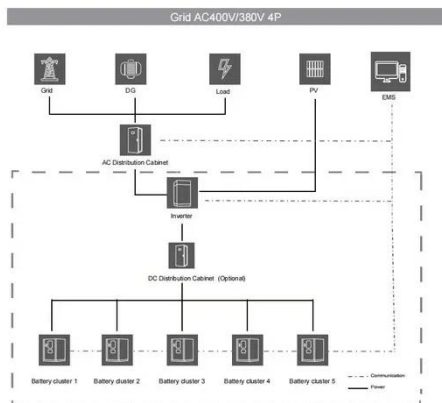 Grid AC400V/380V 4P
Grid
DG
Load
PV
EMS
AC Distribution Cabinet
Inverter
DC Distribution Cabinet (Optional)
Battery cluster 1
Battery cluster 2
Battery cluster 3
Battery cluster 4
Battery cluster 5
Communication
Power